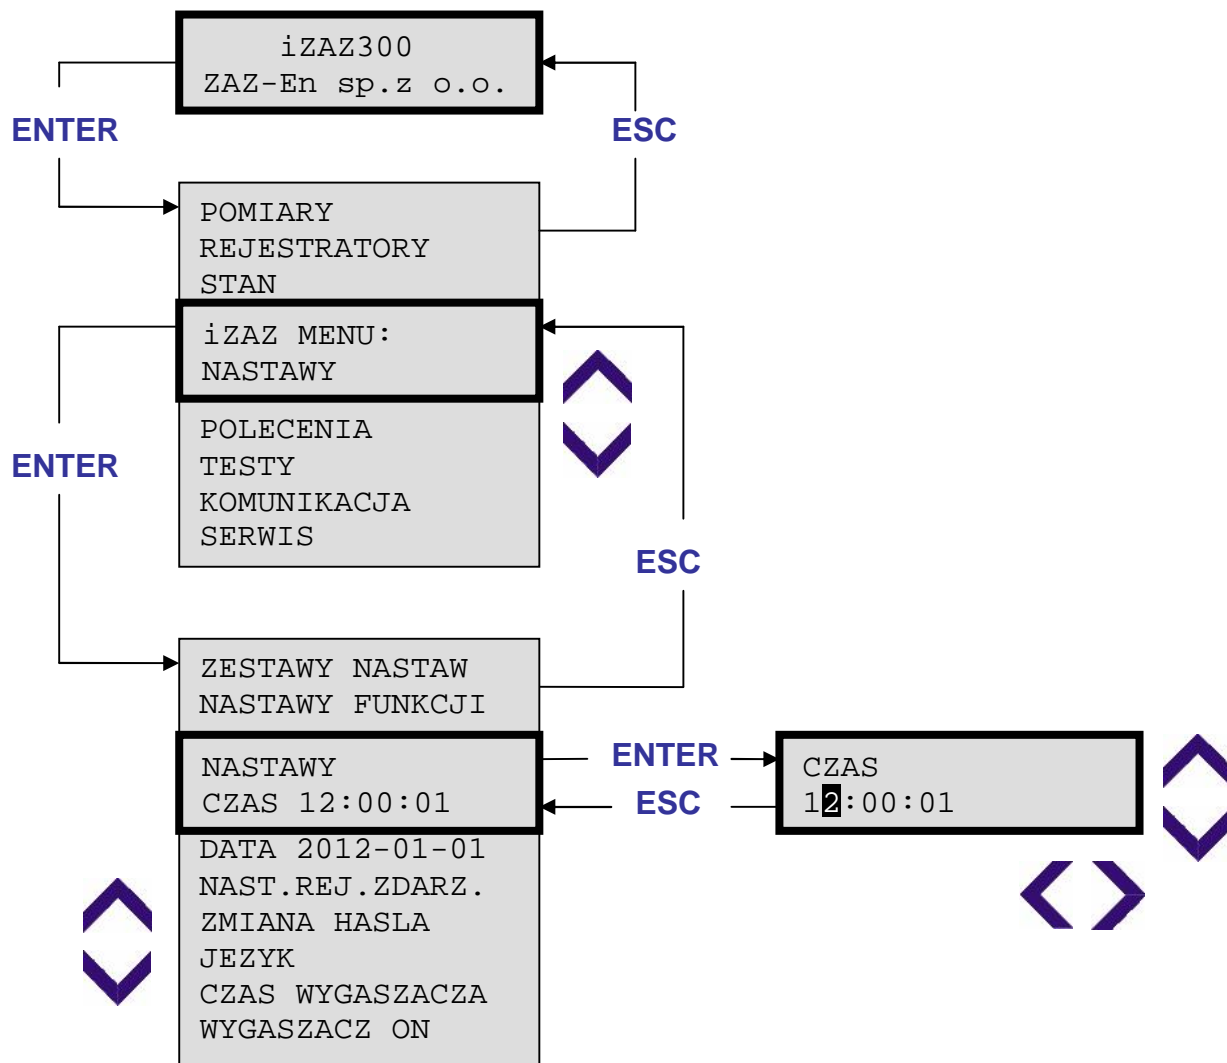 iZAZ300
ZAZ-En sp.z o.o.
ENTER
ESC
POMIARY
REJESTRATORY
STAN
iZAZ MENU:
NASTAWY
POLECENIA
TESTY
KOMUNIKACJA
SERWIS
ENTER
ESC
ZESTAWY NASTAW
NASTAWY FUNKCJI
NASTAWY
CZAS 12:00:01
ENTER
ESC
CZAS
12:00:01
DATA 2012-01-01
NAST.REJ.ZDARZ.
ZMIANA HASLA
JEZYK
CZAS WYGASZACZA
WYGASZACZ ON